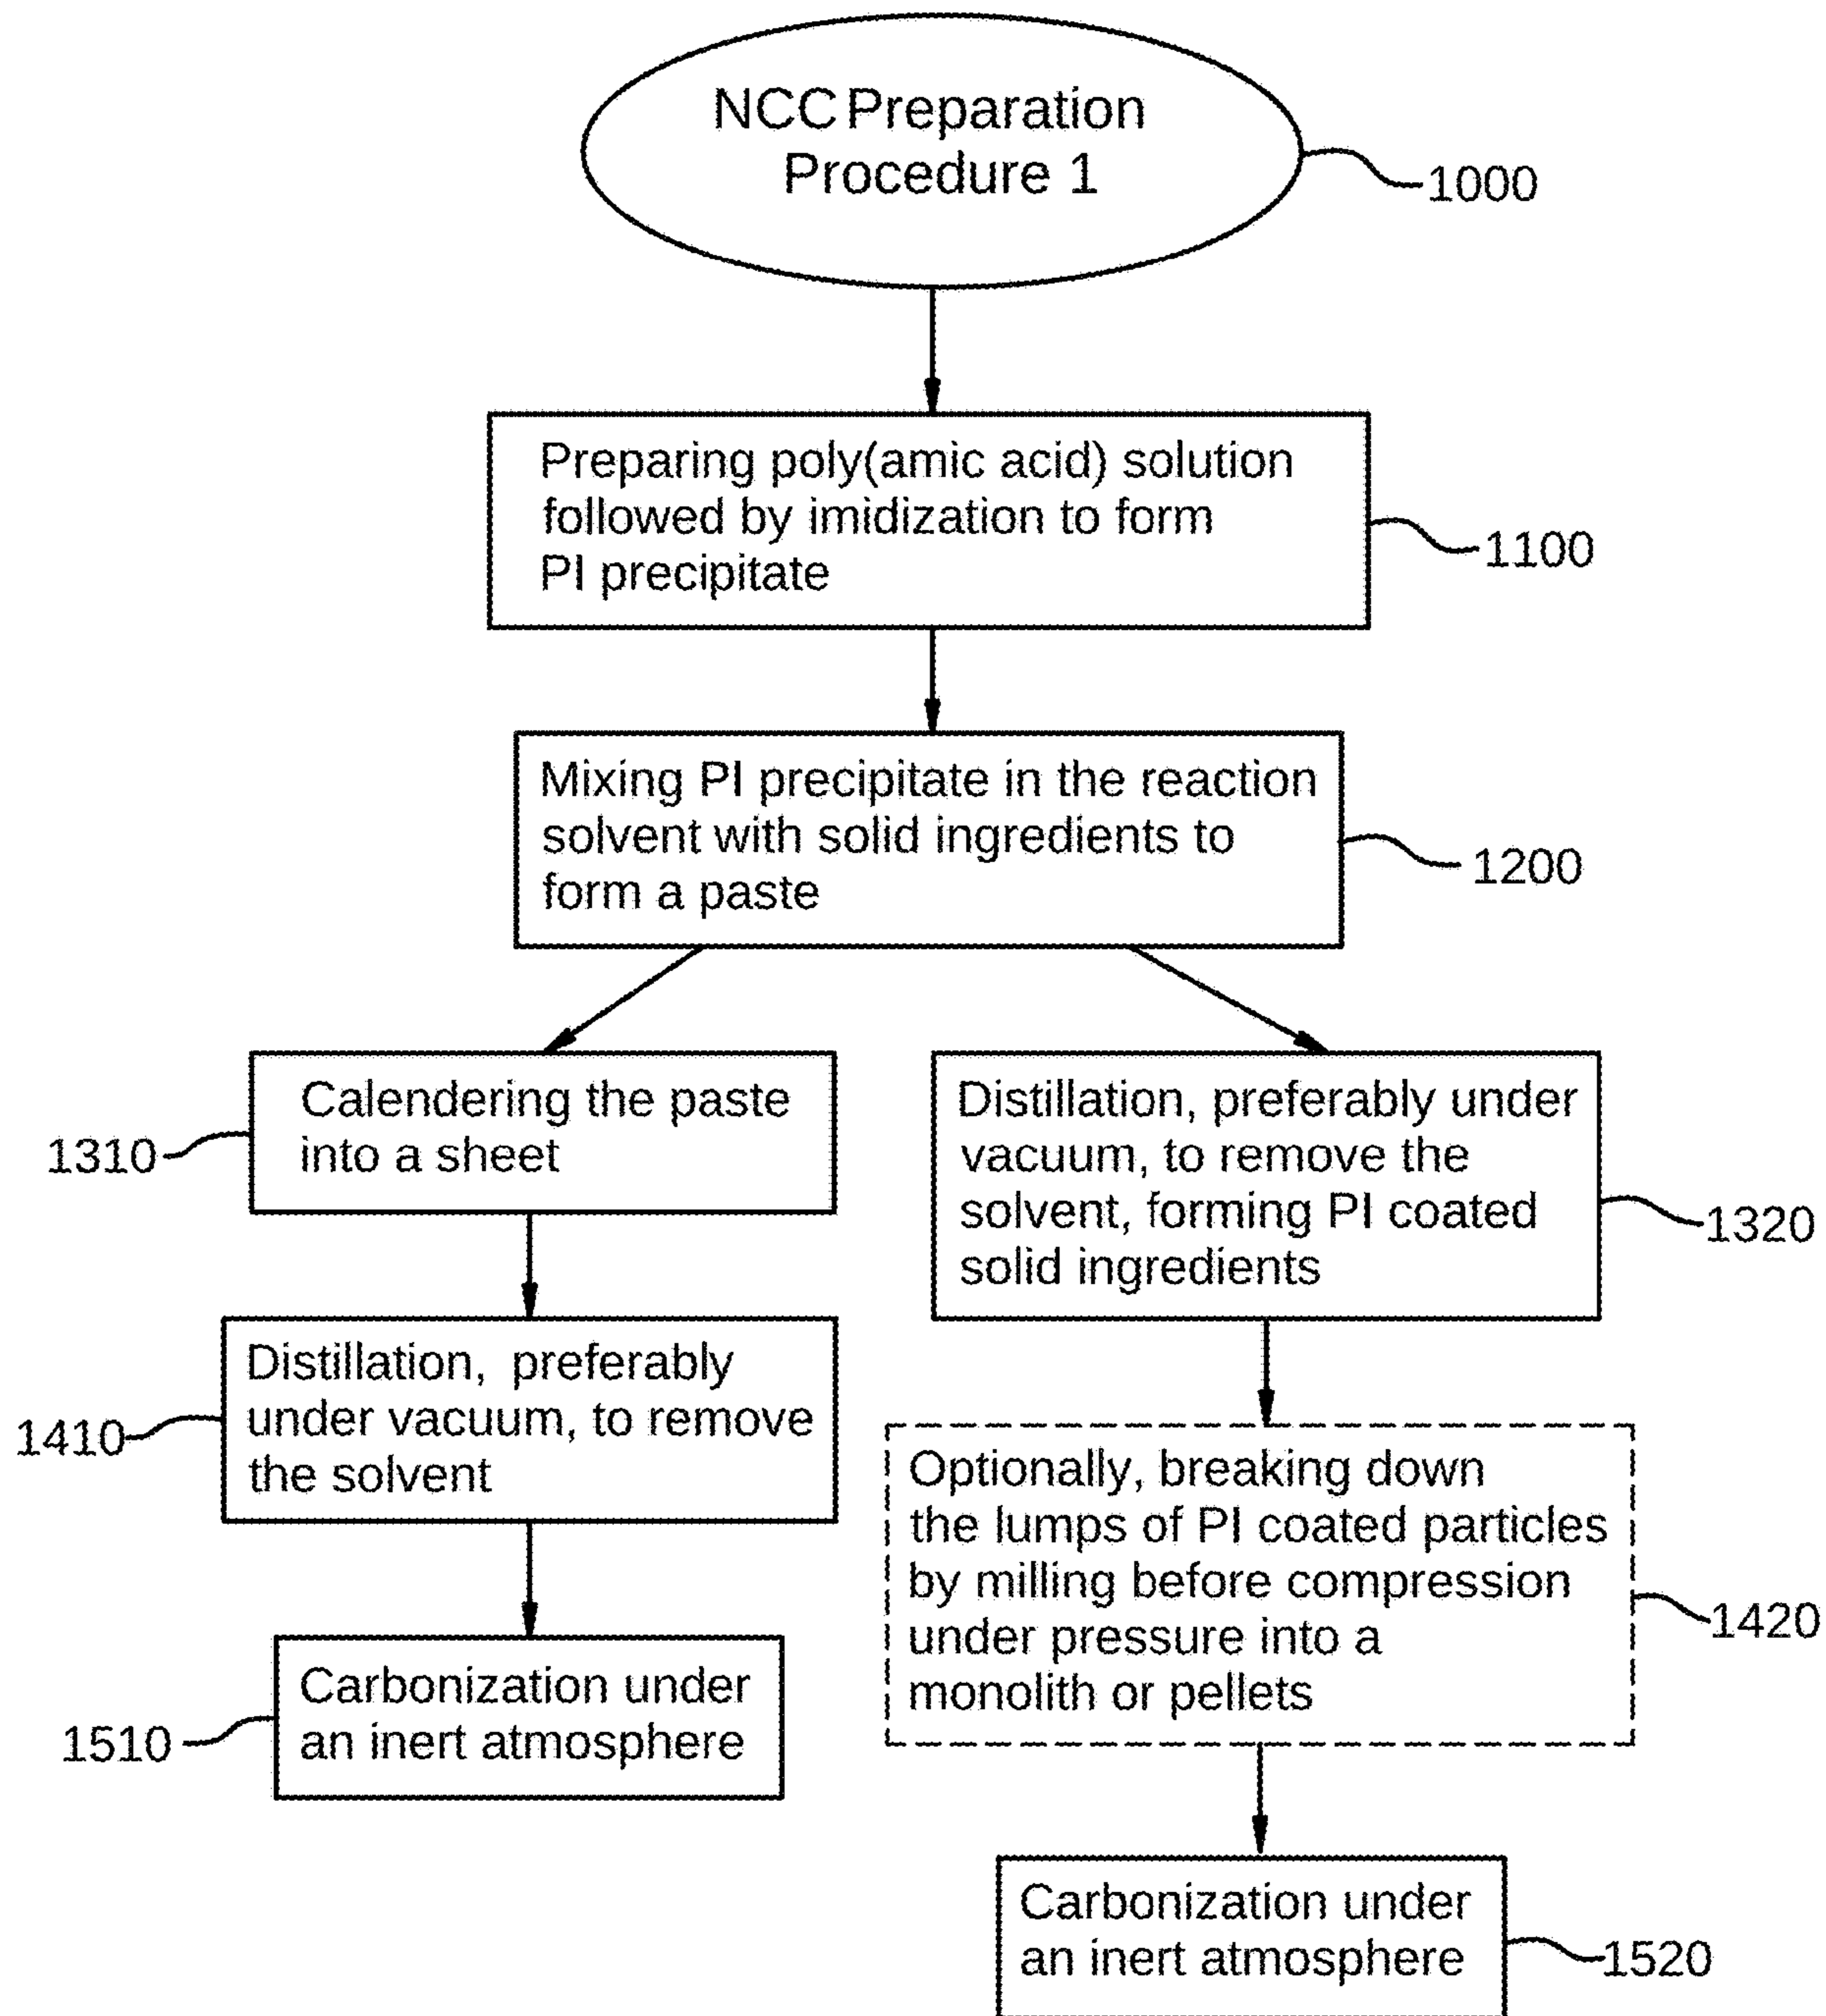 NCC Preparation
Procedure 1
1000
Preparing poly(amic acid) solution
followed by imidization to form
PI precipitate
1100
Mixing PI precipitate in the reaction
solvent with solid ingredients to
form a paste
1200
Calendering the paste
into a sheet
1310
Distillation, preferably under
vacuum, to remove the
solvent, forming PI coated
solid ingredients
1320
Distillation, preferably
under vacuum, to remove
the solvent
1410
Optionally, breaking down
the lumps of PI coated particles
by milling before compression
under pressure into a
monolith or pellets
1420
Carbonization under
an inert atmosphere
1510
Carbonization under
an inert atmosphere
1520